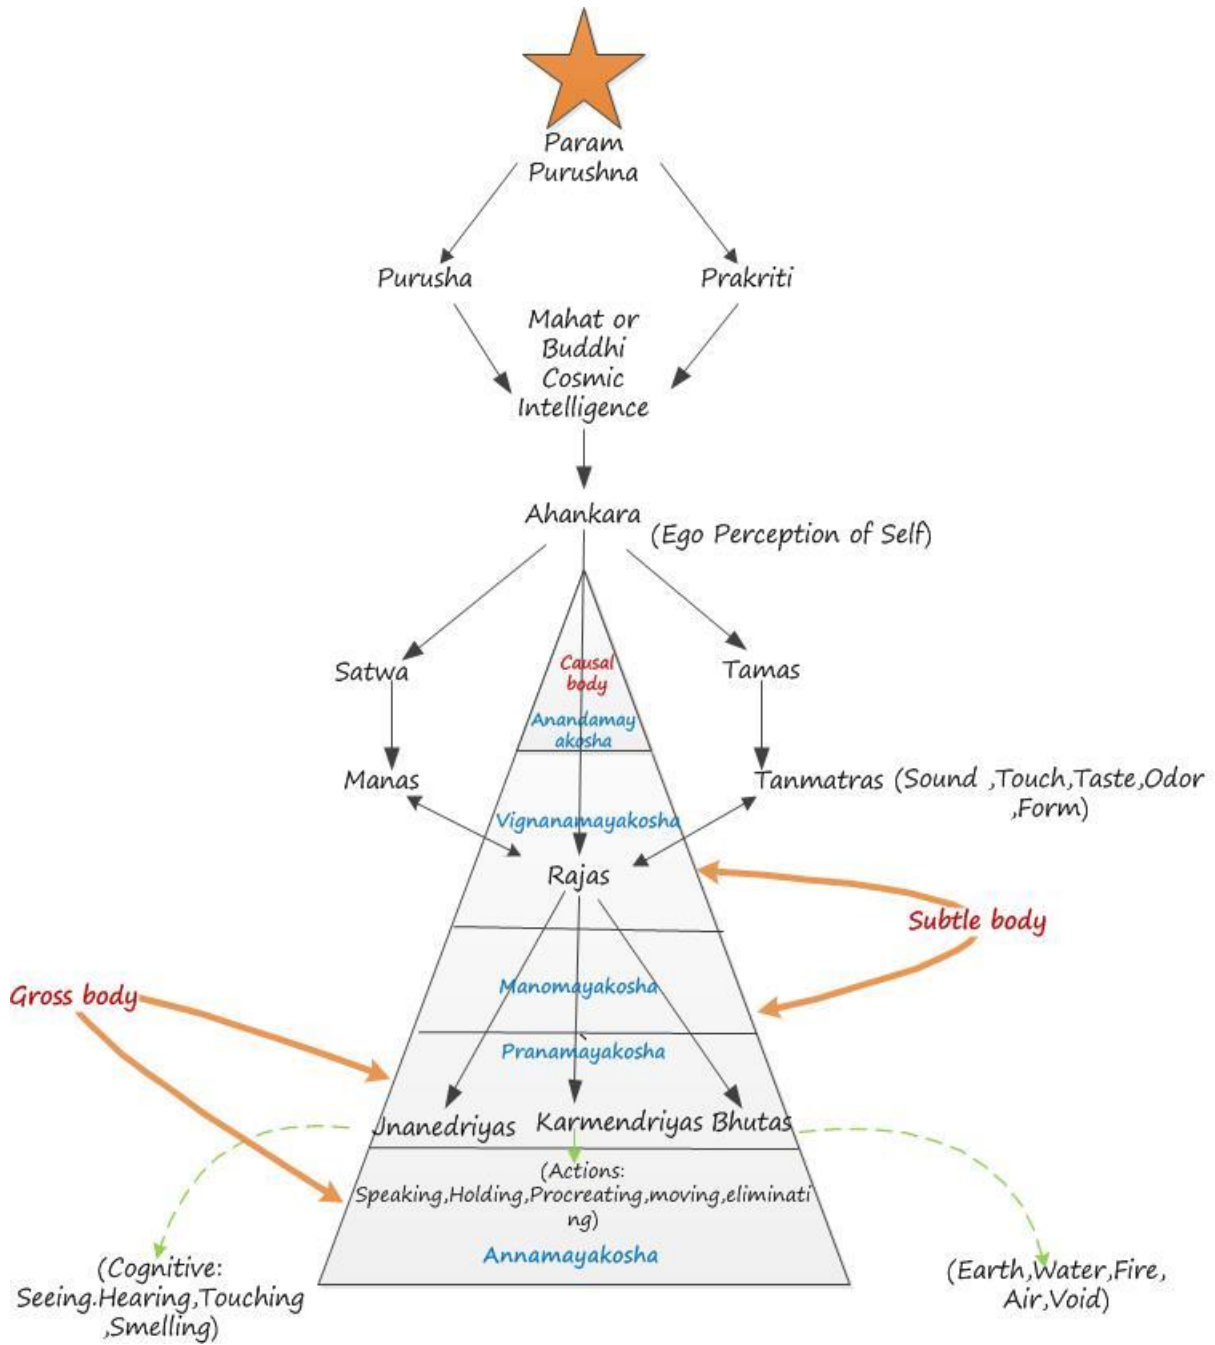 Param
Purushna
Purusha
Prakriti
Mahat or
Buddhi
Cosmic
Intelligence
Ahankara
(Ego Perception of Self)
Causal
body
Satwa
Tamas
Anandamay
akosha
Manas
Tanmatras (Sound ,Touch,Taste,Odor
,Form)
Vignanamayakosha
Rajas
Subtle body
Gross body
Manomayakosha
Pranamayakosha
Jnanedriyas
Karmendriyas
Bhutas
(Actions:
Speaking,Holding,Procreating,moving,eliminati
ng)
Annamayakosha
(Cognitive:
Seeing.Hearing,Touching
,Smelling)
(Earth,Water,Fire,
Air,Void)